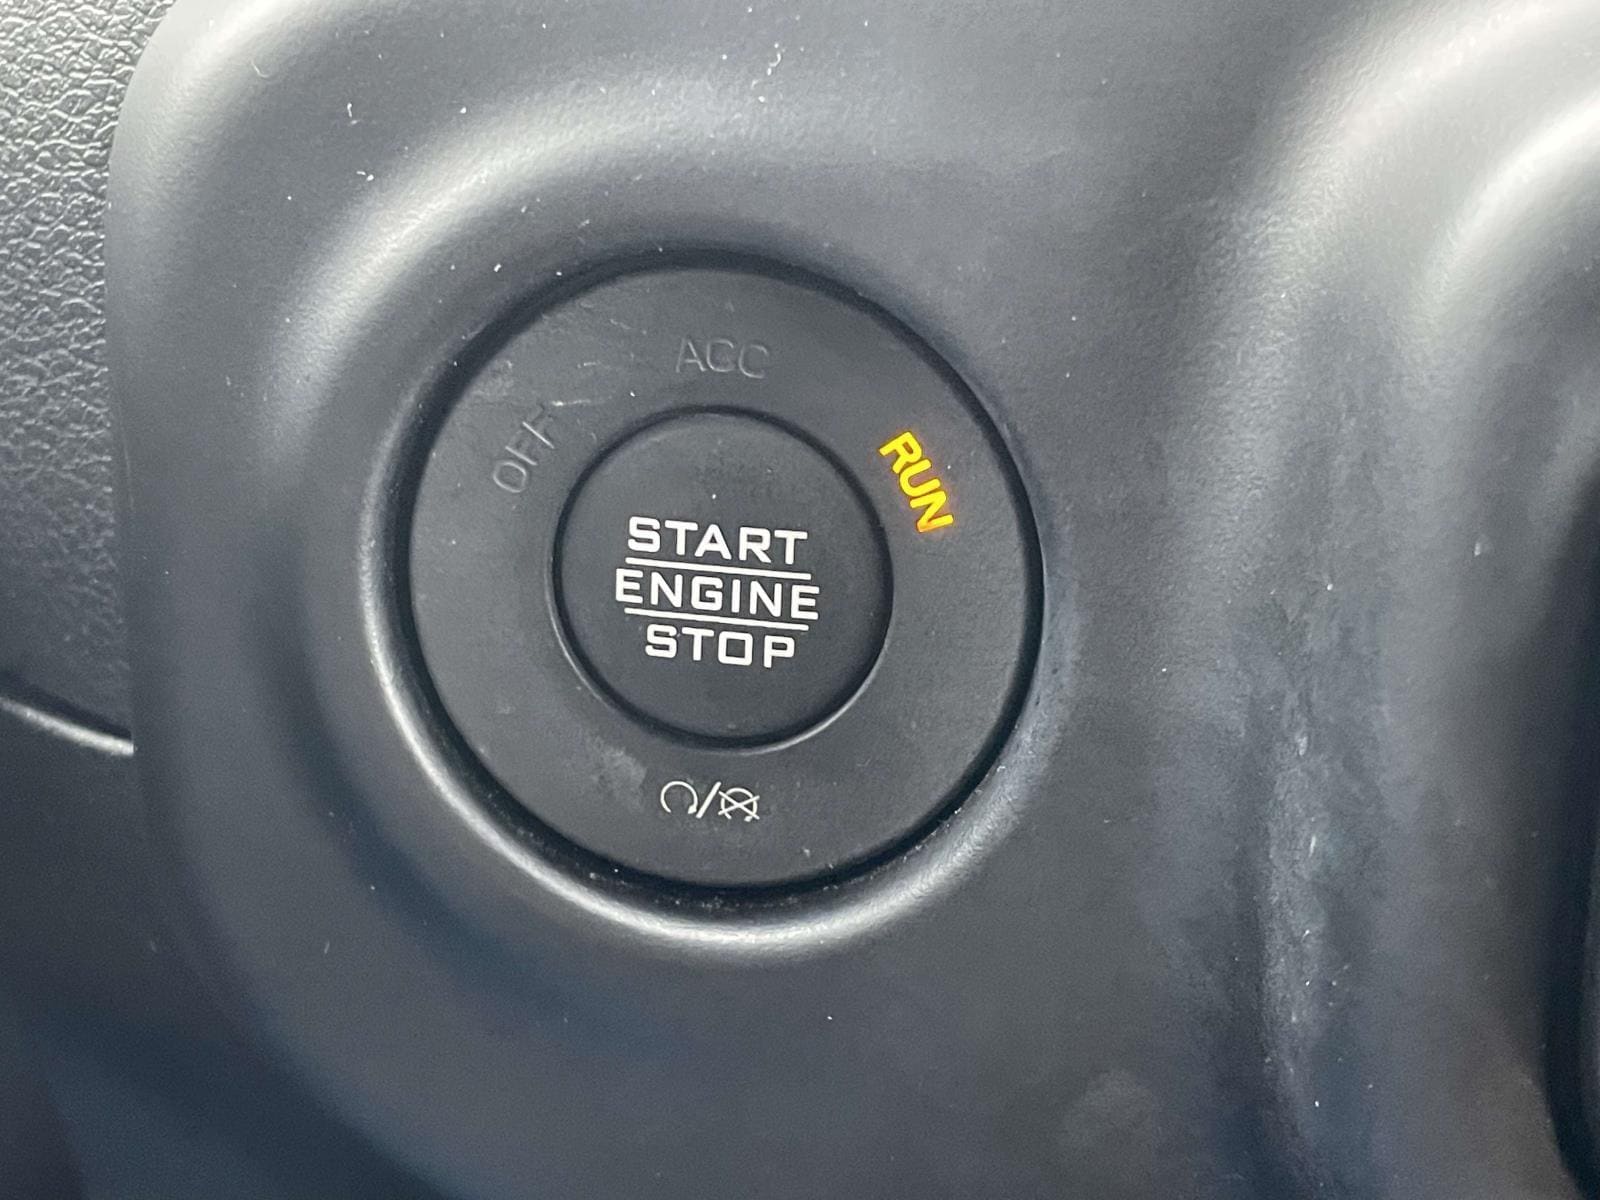 ACC
OFF
RUN
START
ENGINE
STOP